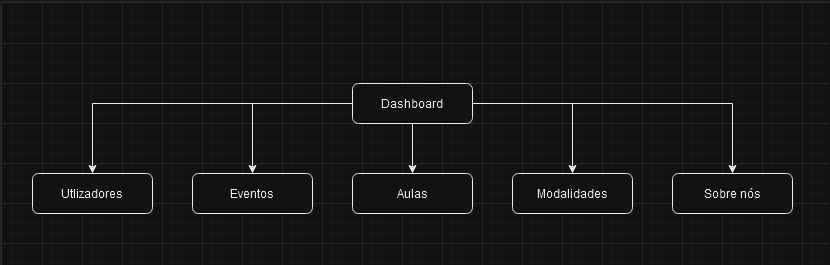 Dashboard
Utlizadores
Eventos
Aulas
Modalidades
Sobre nós